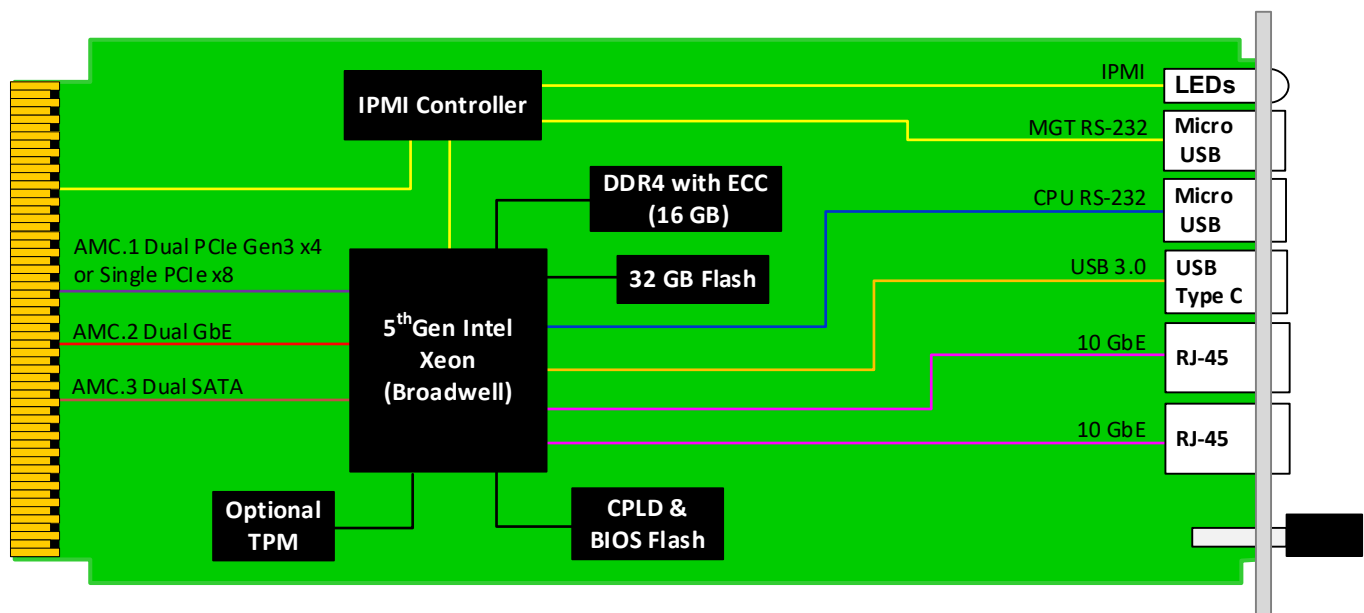 IPMI
LEDs
IPMI Controller
MGT RS-232
Micro
USB
DDR4 with ECC
(16 GB)
CPU RS-232
Micro
USB
AMC.1 Dual PCIe Gen3 x4
or Single PCIe x8
32 GB Flash
USB 3.0
USB
Type C
5thGen Intel
Xeon
(Broadwell)
AMC.2 Dual GbE
10 GbE
RJ-45
AMC.3 Dual SATA
10 GbE
RJ-45
Optional
TPM
CPLD &
BIOS Flash